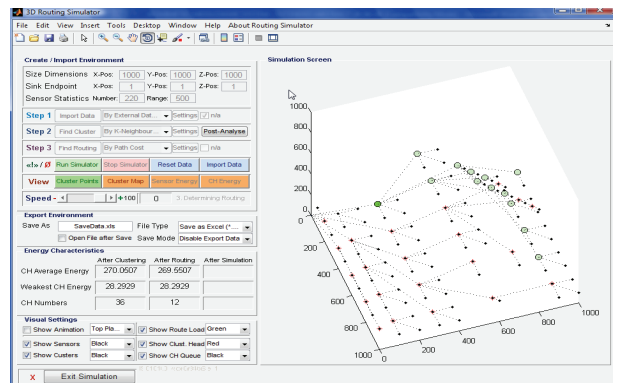 3D Routing Simulator
File Edit View Insert Tools Desktop Window Help About Routing Simulator
Create / Import Environment
Size Dimensions X-Pos: 1000 Y-Pos: 1000 Z-Pos: 1000
Sink Endpoint X-Pos: 1 Y-Pos: 1 Z-Pos: 1
Sensor Statistics Number: 220 Range: 500
Step 1 Import Data By External Dat... Settings n/a
Step 2 Find Cluster By K-Neighbour ... Settings Post-Analyse
Step 3 Find Routing By Path Cost Settings n/a
«!»/Ø Run Simulator Stop Simulator Reset Data Import Data
View Cluster Points Cluster Map Sensor Energy CH Energy
Speed - +100 0 3. Determining Routing
Export Environment
Save As SaveData.xls File Type Save as Excel (*....
Open File after Save Save Mode Disable Export Data
Energy Characteristics
After Clustering After Routing After Simulation
CH Average Energy 270.0507 269.5507
Weakest CH Energy 28.2929 28.2929
CH Numbers 36 12
Visual Settings
Show Animation Top Pla... Show Route Load Green
Show Sensors Black Show Clust. Head Red
Show Custers Black Show CH Queue Black
X Exit Simulation
Simulation Screen
1000
800
600
400
200
0
0
200
400
600
800
1000
0
200
400
600
800
1000